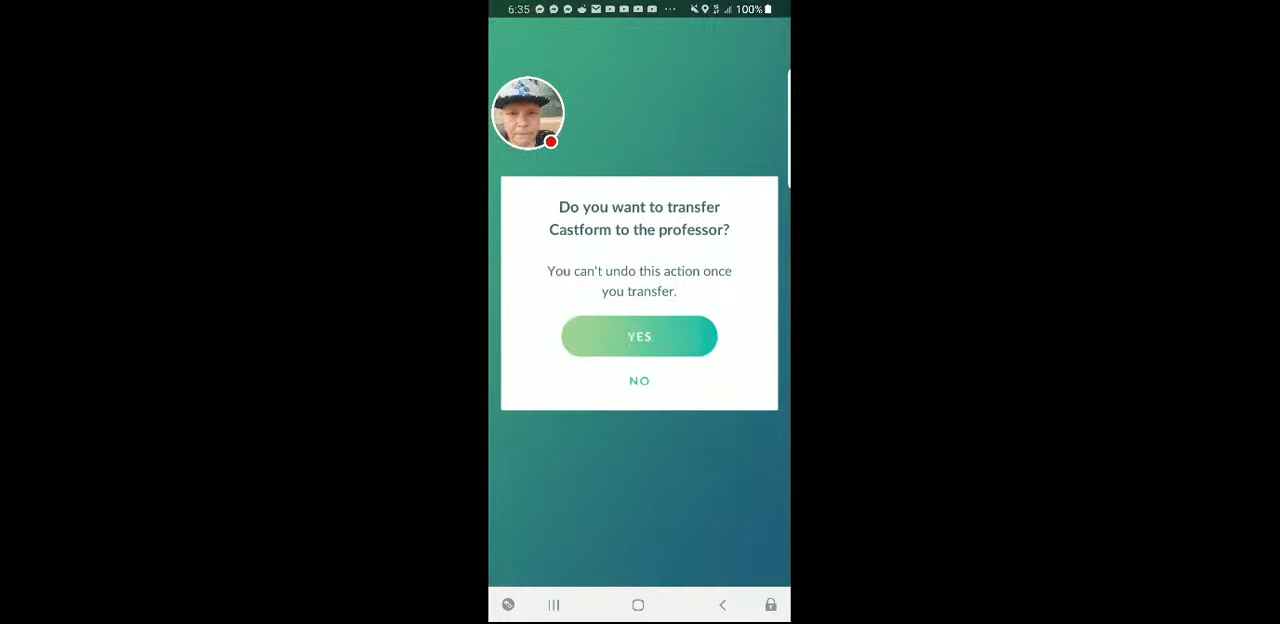 6:35 100%
Do you want to transfer
Castform to the professor?
You can't undo this action once
you transfer.
YES
NO